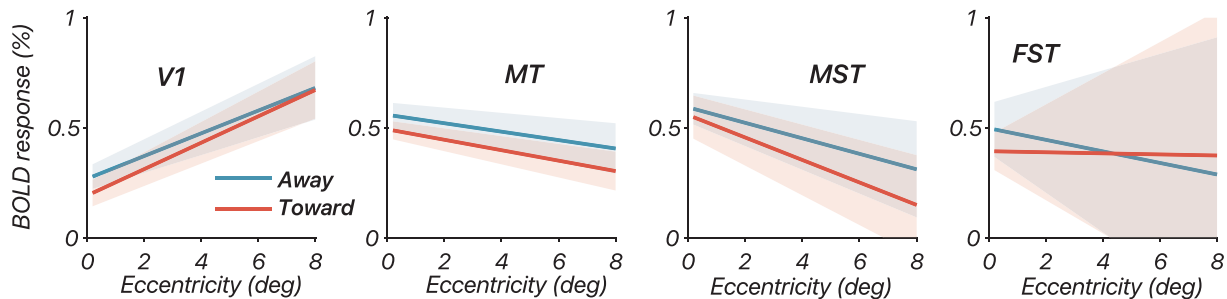 BOLD response (%)
1
0.5
0
V1
Away
Toward
0 2 4 6 8
Eccentricity (deg)
1
0.5
0
MT
0 2 4 6 8
Eccentricity (deg)
1
0.5
0
MST
0 2 4 6 8
Eccentricity (deg)
1
0.5
0
FST
0 2 4 6 8
Eccentricity (deg)